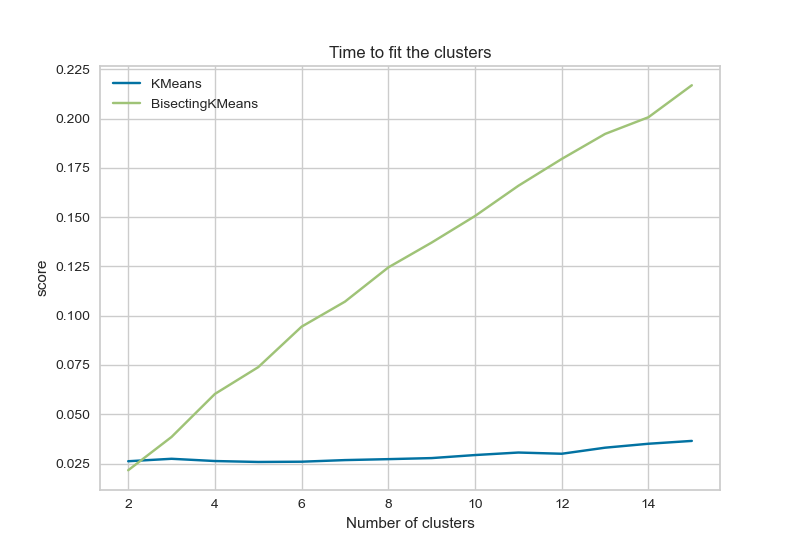 Time to fit the clusters
KMeans
BisectingKMeans
score
0.225
0.200
0.175
0.150
0.125
0.100
0.075
0.050
0.025
2 4 6 8 10 12 14
Number of clusters